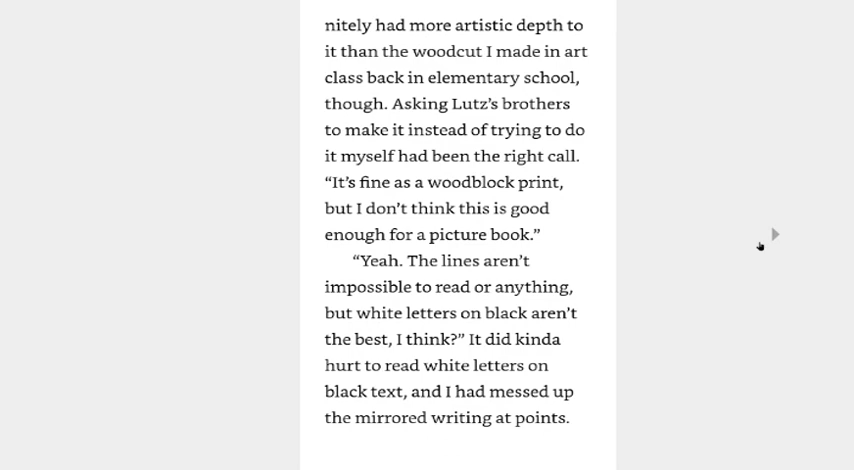 nitely had more artistic depth to
it than the woodcut I made in art
class back in elementary school,
though. Asking Lutz’s brothers
to make it instead of trying to do
it myself had been the right call.
“It’s fine as a woodblock print,
but I don’t think this is good
enough for a picture book.”
“Yeah. The lines aren’t
impossible to read or anything,
but white letters on black aren’t
the best, I think?” It did kinda
hurt to read white letters on
black text, and I had messed up
the mirrored writing at points.